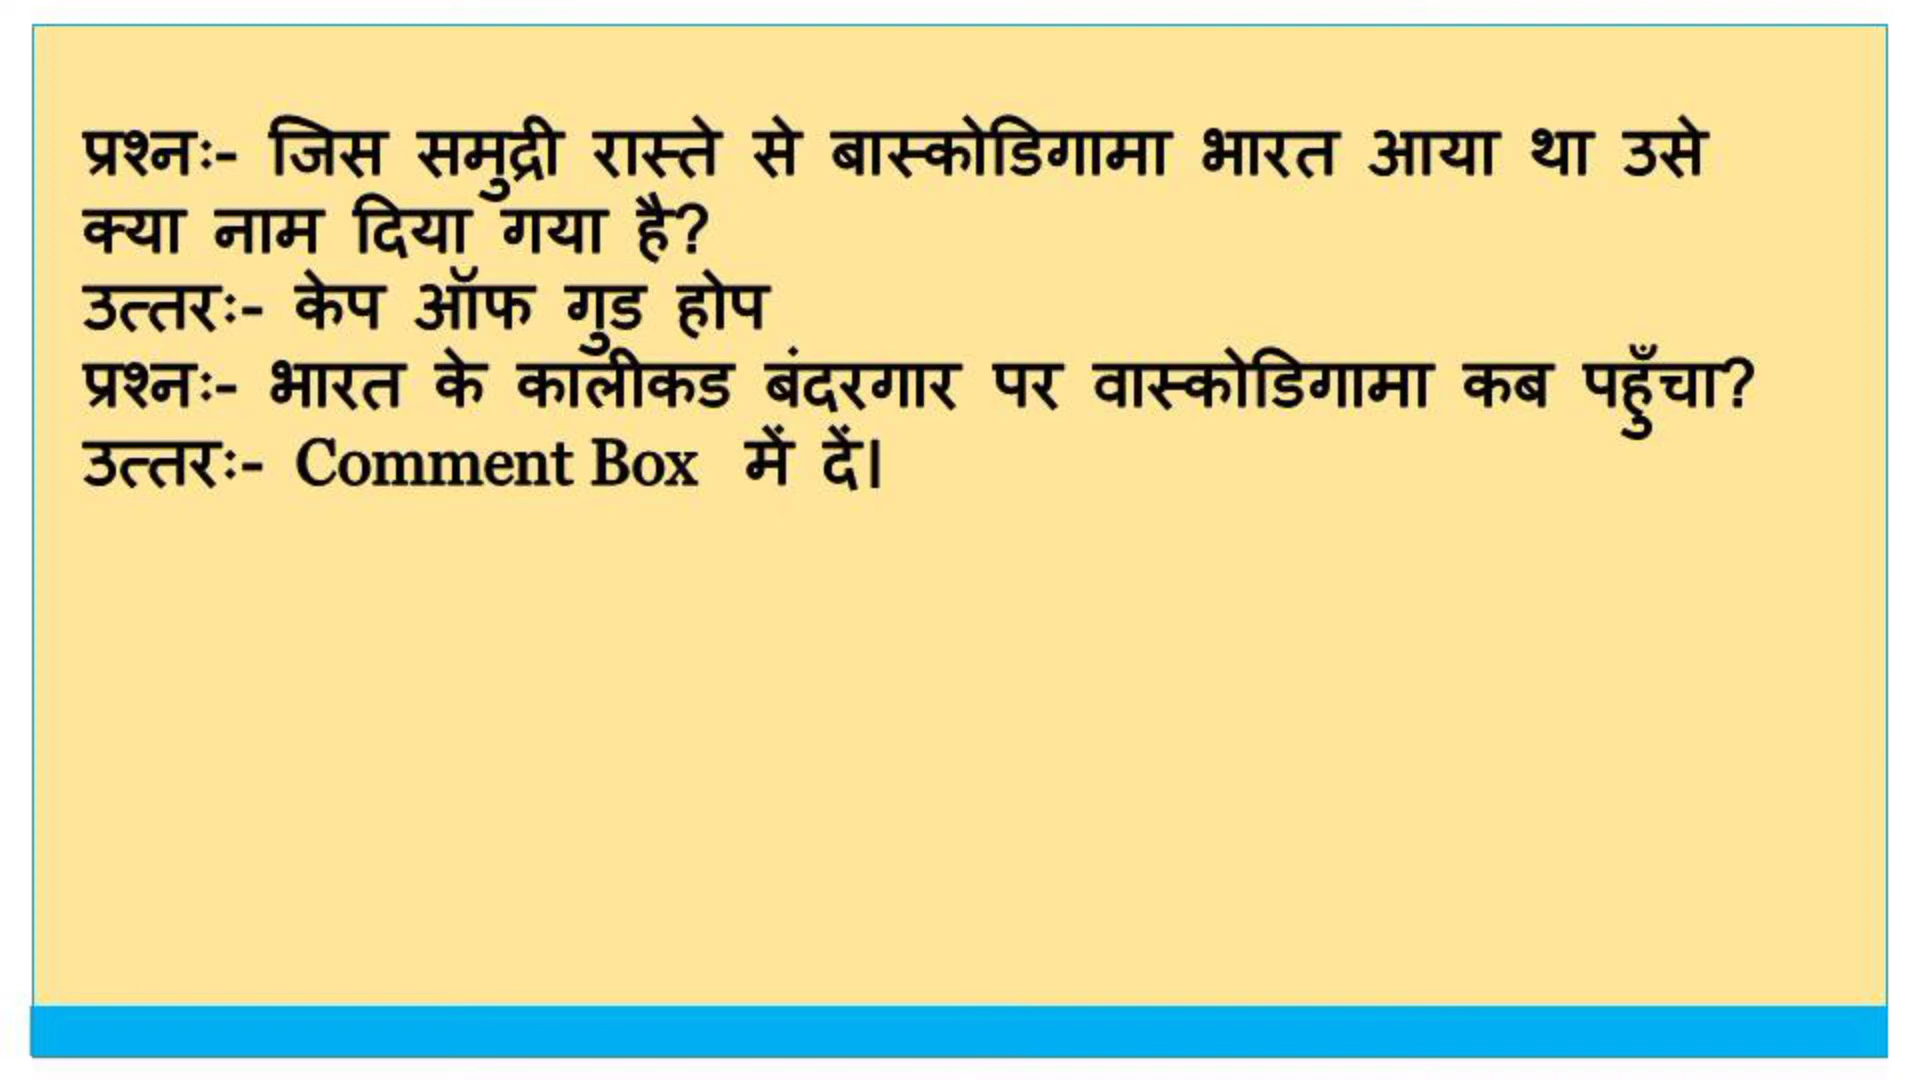 प्रश्नः- जिस समुद्री रास्ते से बास्कोडिगामा भारत आया था उसे
क्या नाम दिया गया है?
उत्तरः- केप ऑफ गुड होप
प्रश्नः- भारत के कालीकड बंदरगार पर वास्कोडिगामा कब पहुँचा?
उत्तरः- Comment Box में दें।